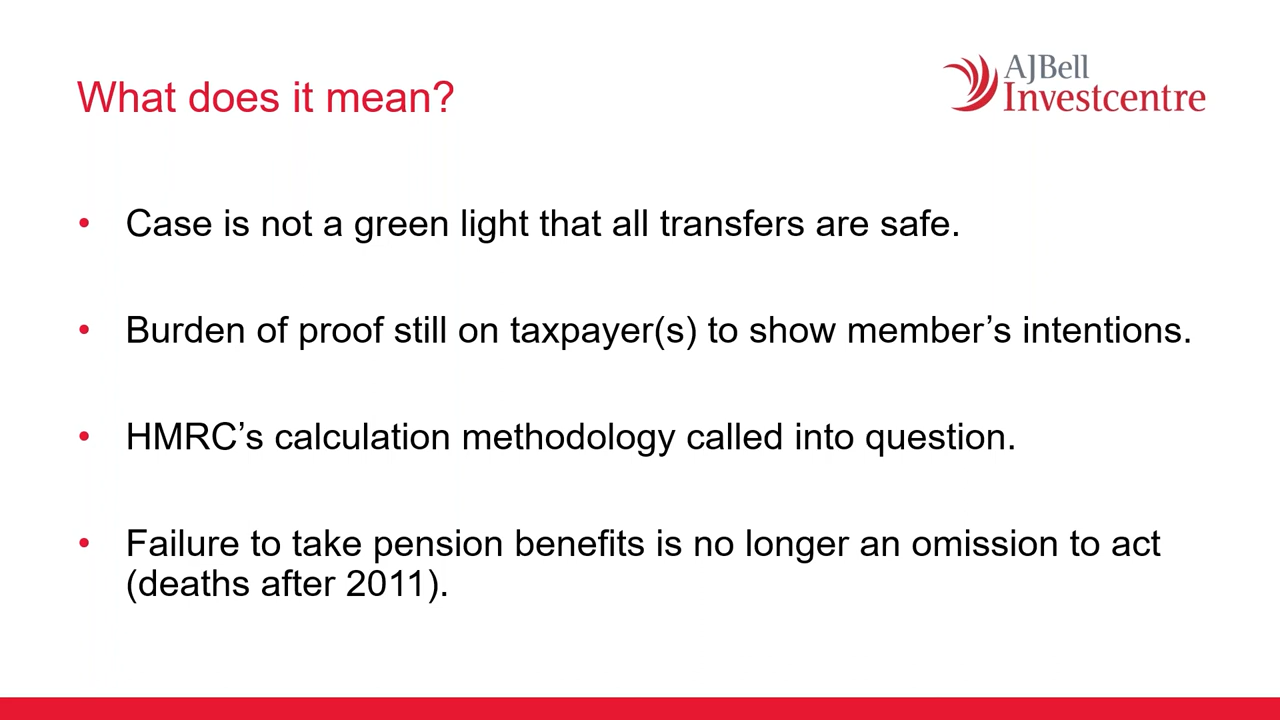 What does it mean?
AJBell
Investcentre
• Case is not a green light that all transfers are safe.
• Burden of proof still on taxpayer(s) to show member’s intentions.
• HMRC’s calculation methodology called into question.
• Failure to take pension benefits is no longer an omission to act
(deaths after 2011).